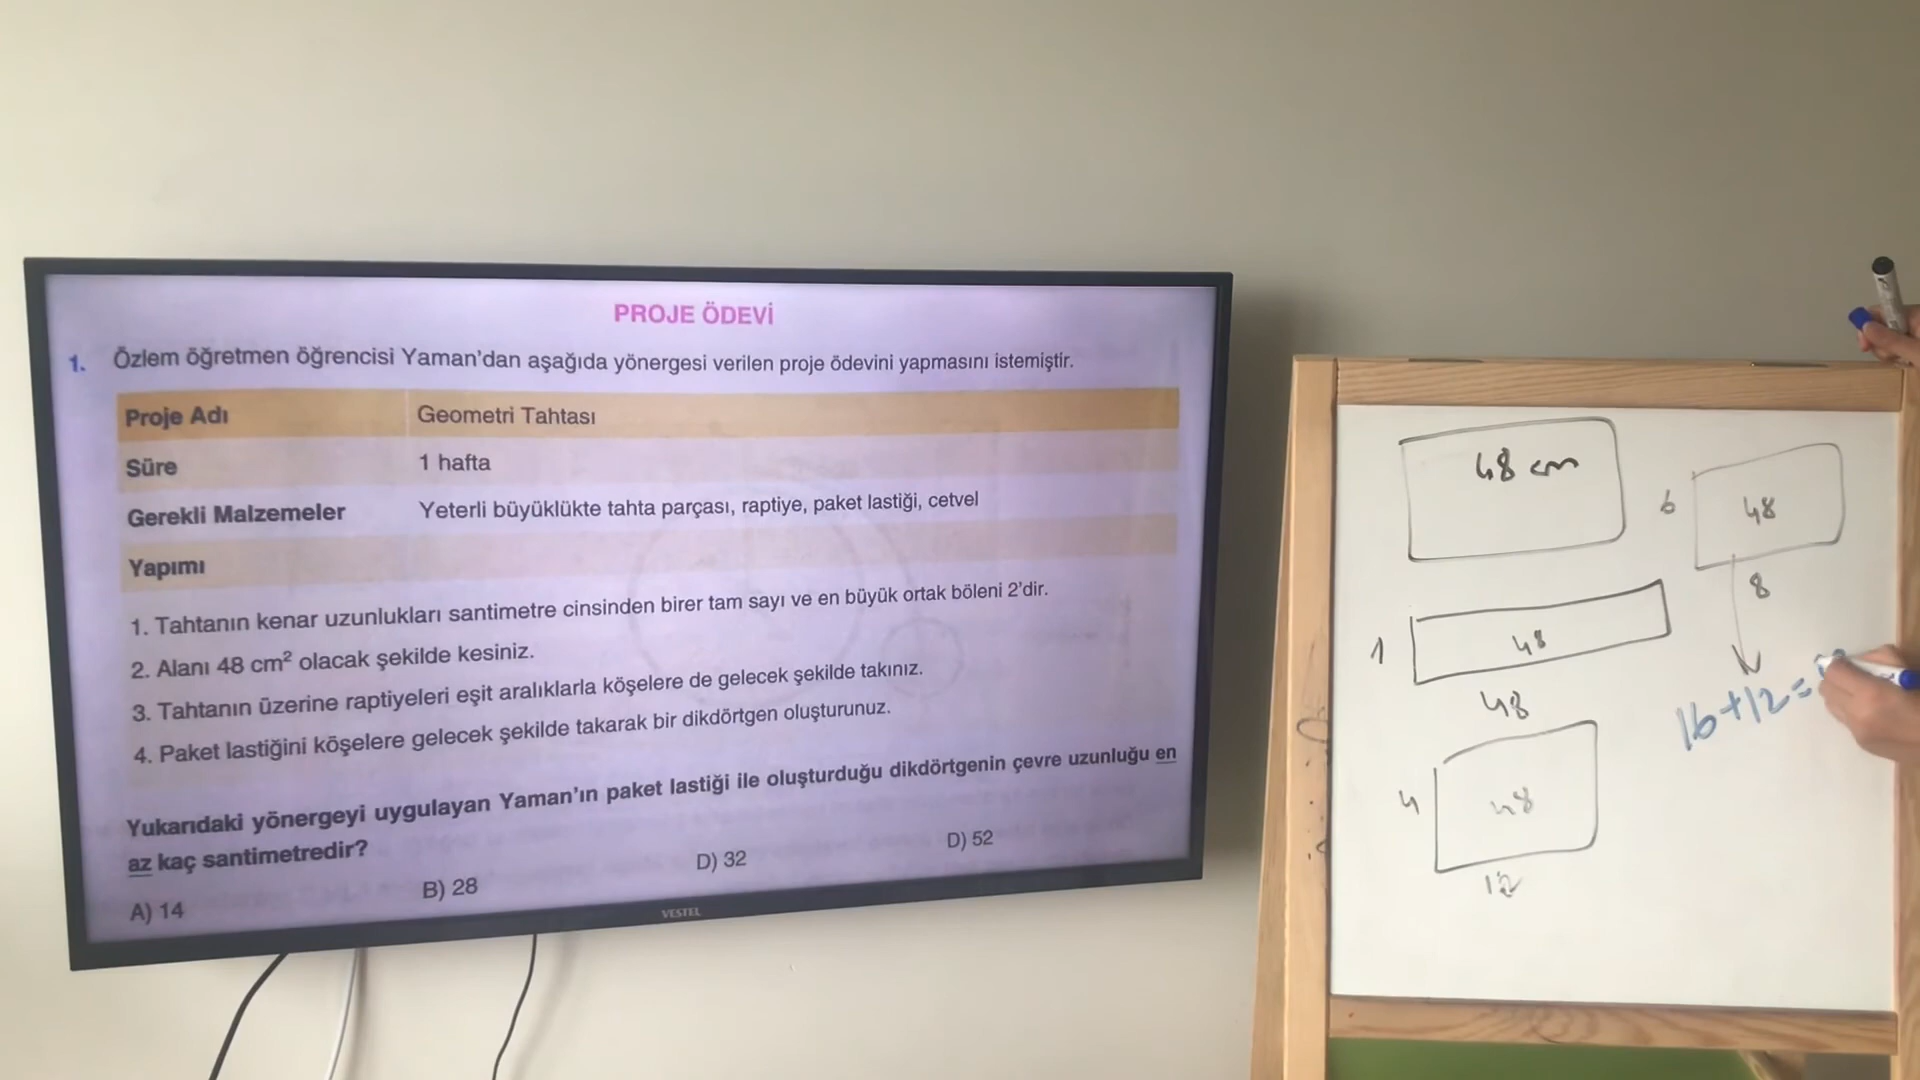 PROJE ÖDEVİ
1. Özlem öğretmen öğrencisi Yaman'dan aşağıda yönergesi verilen proje ödevini yapmasını istemiştir.
Proje Adı Geometri Tahtası
Süre 1 hafta
Gerekli Malzemeler Yeterli büyüklükte tahta parçası, raptiye, paket lastiği, cetvel
Yapımı
1. Tahtanın kenar uzunlukları santimetre cinsinden birer tam sayı ve en büyük ortak böleni 2'dir.
2. Alanı 48 cm² olacak şekilde kesiniz.
3. Tahtanın üzerine raptiyeleri eşit aralıklarla köşelere de gelecek şekilde takınız.
4. Paket lastiğini köşelere gelecek şekilde takarak bir dikdörtgen oluşturunuz.
Yukarıdaki yönergeyi uygulayan Yaman'ın paket lastiği ile oluşturduğu dikdörtgenin çevre uzunluğu en
az kaç santimetredir?
A) 14 B) 28 D) 32 D) 52
VESTEL
48 cm
6 48
8
1 48
48
16+12=
4 48
12